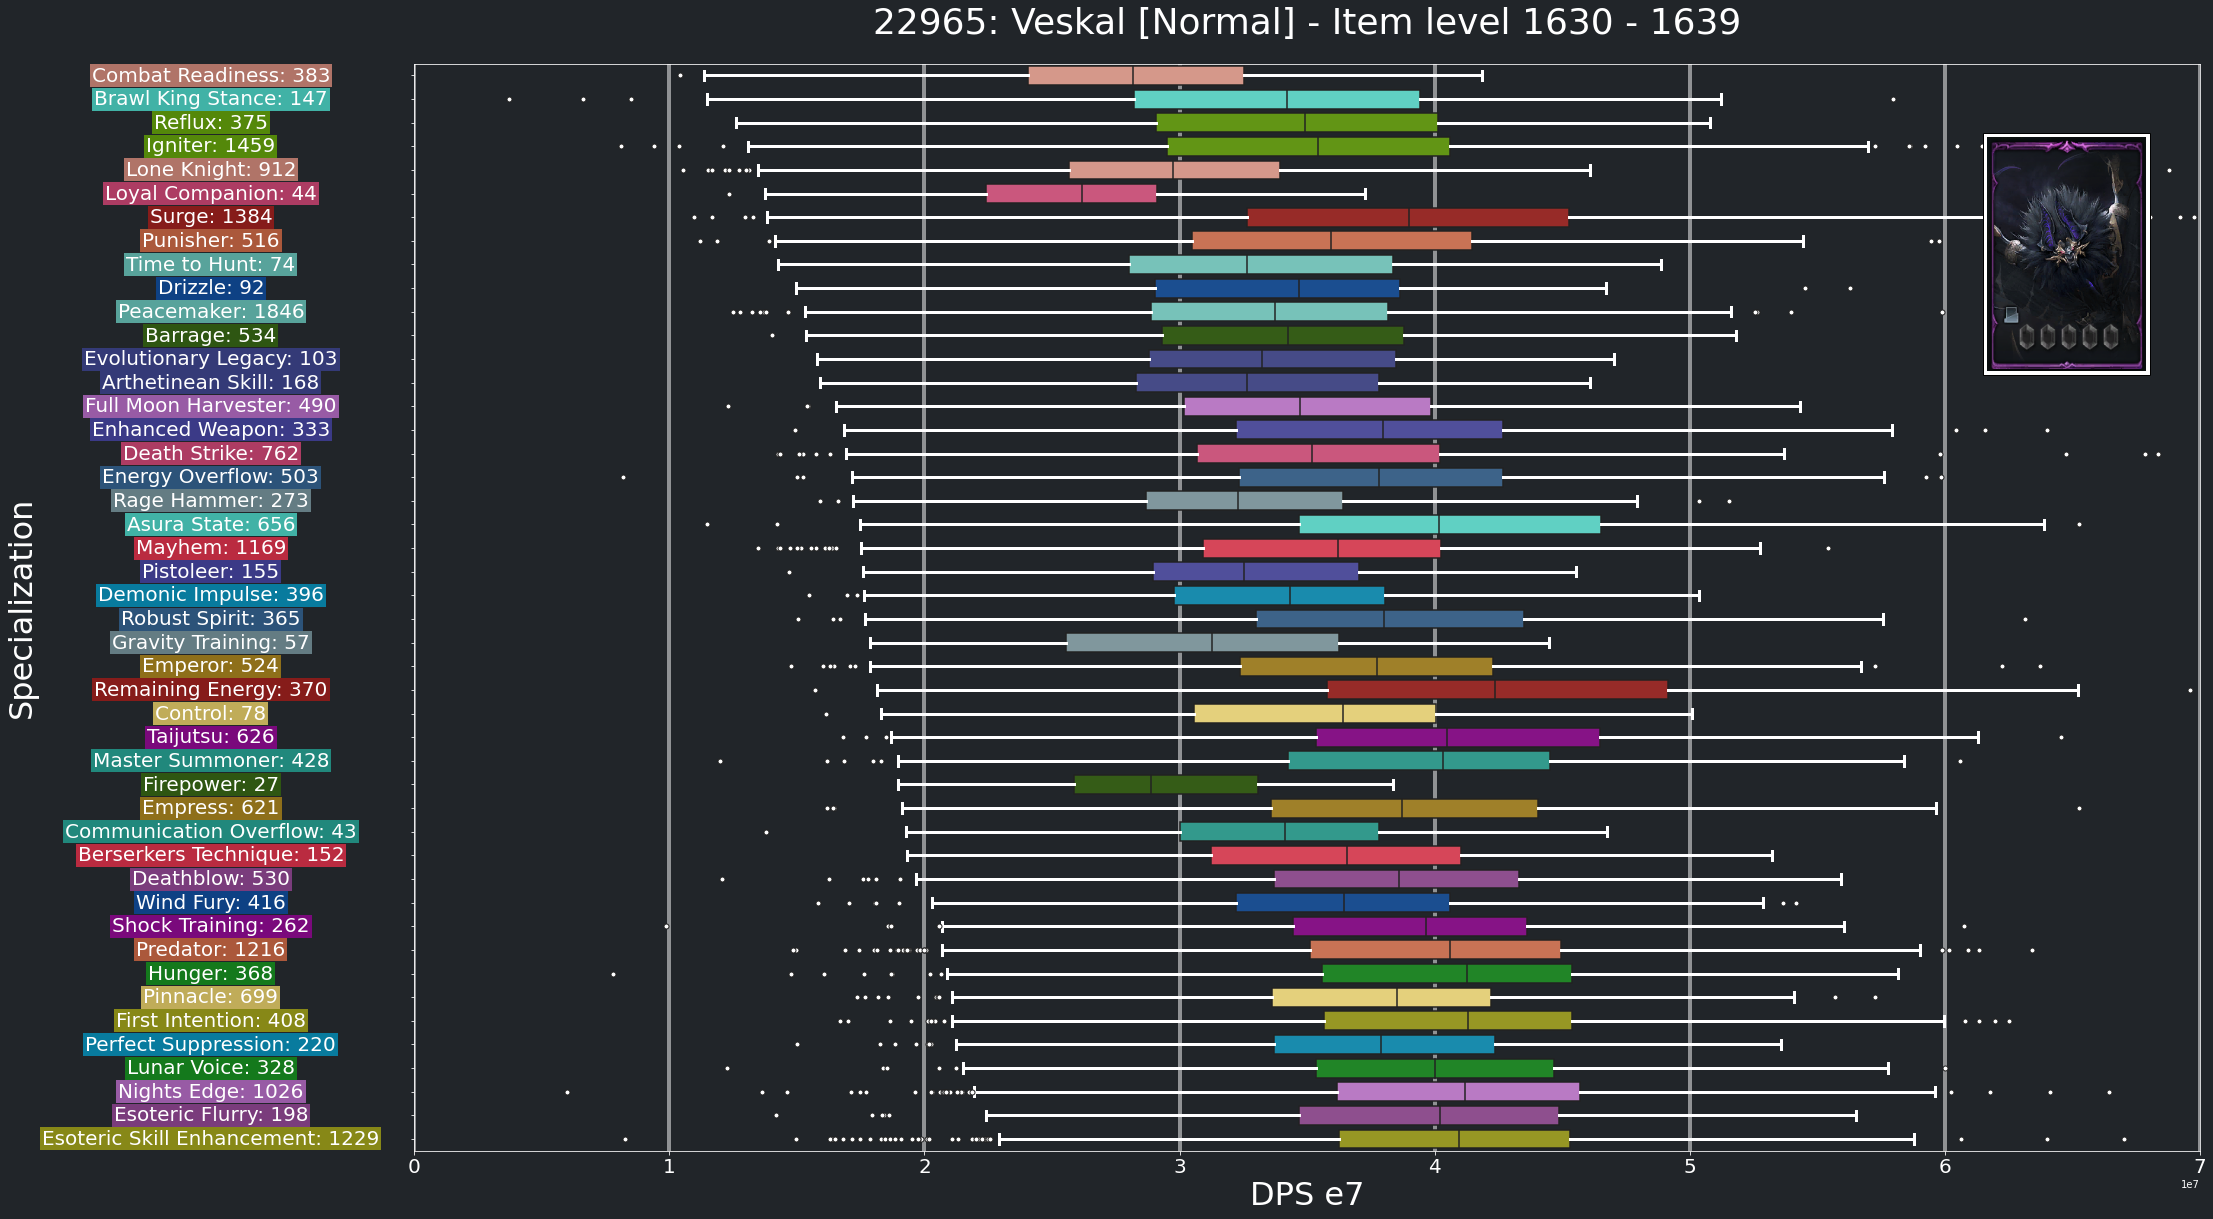 22965: Veskal [Normal] - Item level 1630 - 1639
Combat Readiness: 383
Brawl King Stance: 147
Reflux: 375
Igniter: 1459
Lone Knight: 912
Loyal Companion: 44
Surge: 1384
Punisher: 516
Time to Hunt: 74
Drizzle: 92
Peacemaker: 1846
Barrage: 534
Evolutionary Legacy: 103
Arthetinean Skill: 168
Full Moon Harvester: 490
Enhanced Weapon: 333
Death Strike: 762
Energy Overflow: 503
Rage Hammer: 273
Asura State: 656
Mayhem: 1169
Pistoleer: 155
Demonic Impulse: 396
Robust Spirit: 365
Gravity Training: 57
Emperor: 524
Remaining Energy: 370
Control: 78
Taijutsu: 626
Master Summoner: 428
Firepower: 27
Empress: 621
Communication Overflow: 43
Berserkers Technique: 152
Deathblow: 530
Wind Fury: 416
Shock Training: 262
Predator: 1216
Hunger: 368
Pinnacle: 699
First Intention: 408
Perfect Suppression: 220
Lunar Voice: 328
Nights Edge: 1026
Esoteric Flurry: 198
Esoteric Skill Enhancement: 1229
Specialization
0 1 2 3 4 5 6 7
1e7
DPS e7